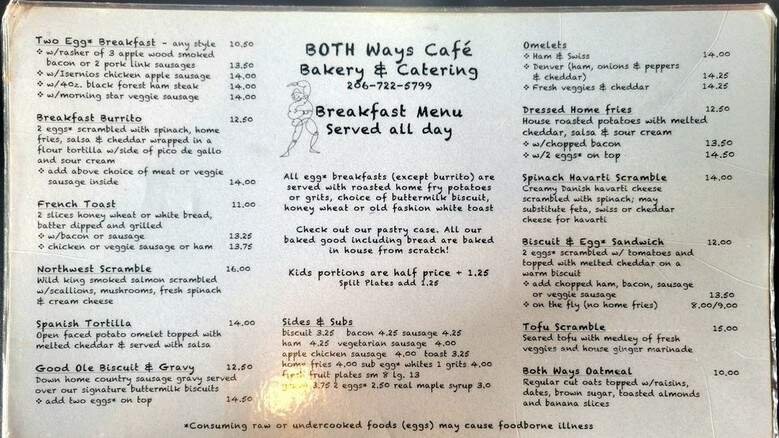 Two Egg* Breakfast - any style 10.50
❖ w/rasher of 3 apple wood smoked
bacon or 2 pork link sausages 13.50
❖ w/Isernios chicken apple sausage 14.00
❖ w/4oz. black forest ham steak 14.00
❖ w/morning star veggie sausage 14.00
Breakfast Burrito 12.50
2 eggs* scrambled with spinach, home
fries, salsa & cheddar wrapped in a
flour tortilla w/side of pico de gallo
and sour cream
❖ add above choice of meat or veggie
sausage inside 14.00
French Toast 11.00
2 slices honey wheat or white bread,
batter dipped and grilled
❖ w/bacon or sausage 13.25
❖ chicken or veggie sausage or ham 13.75
Northwest Scramble 16.00
Wild king smoked salmon scrambled
w/scallions, mushrooms, fresh spinach
& cream cheese
Spanish Tortilla 14.00
Open faced potato omelet topped with
melted cheddar & served with salsa
Good Ole Biscuit & Gravy 12.50
Down home country sausage gravy served
over our signature buttermilk biscuits
❖ add two eggs* on top 14.50
BOTH Ways Café
Bakery & Catering
206-722-5799
Breakfast Menu
Served all day
All egg* breakfasts (except burrito) are
served with roasted home fry potatoes
or grits, choice of buttermilk biscuit,
honey wheat or old fashion white toast
Check out our pastry case. All our
baked good including bread are baked
in house from scratch!
Kids portions are half price + 1.25
Split Plates add 1.25
Sides & Subs
biscuit 3.25 bacon 4.25 sausage 4.25
ham 4.25 vegetarian sausage 4.00
apple chicken sausage 4.00 toast 3.25
home fries 4.00 sub egg* whites 1 grits 4.00
fruit plates sm 8 lg. 13
gravy 3.75 2 eggs* 2.50 real maple syrup 3.0
Omelets
❖ Ham & Swiss 14.00
❖ Denver (ham, onions & peppers
& cheddar) 14.25
❖ Fresh veggies & cheddar 14.25
Dressed Home fries 12.50
House roasted potatoes with melted
cheddar, salsa & sour cream
❖ w/chopped bacon 13.50
❖ w/2 eggs* on top 14.50
Spinach Havarti Scramble 14.00
Creamy Danish havarti cheese
scrambled with spinach; may
substitute feta, swiss or cheddar
cheese for havarti
Biscuit & Egg* Sandwich 12.00
2 eggs* scrambled w/ tomatoes and
topped with melted cheddar on a
warm biscuit
❖ add chopped ham, bacon, sausage
or veggie sausage 13.50
❖ on the fly (no home fries) 8.00/9.00
Tofu Scramble 15.00
Seared tofu with medley of fresh
veggies and house ginger marinade
Both Ways Oatmeal 10.00
Regular cut oats topped w/raisins,
dates, brown sugar, toasted almonds
and banana slices
*Consuming raw or undercooked foods (eggs) may cause foodborne illness